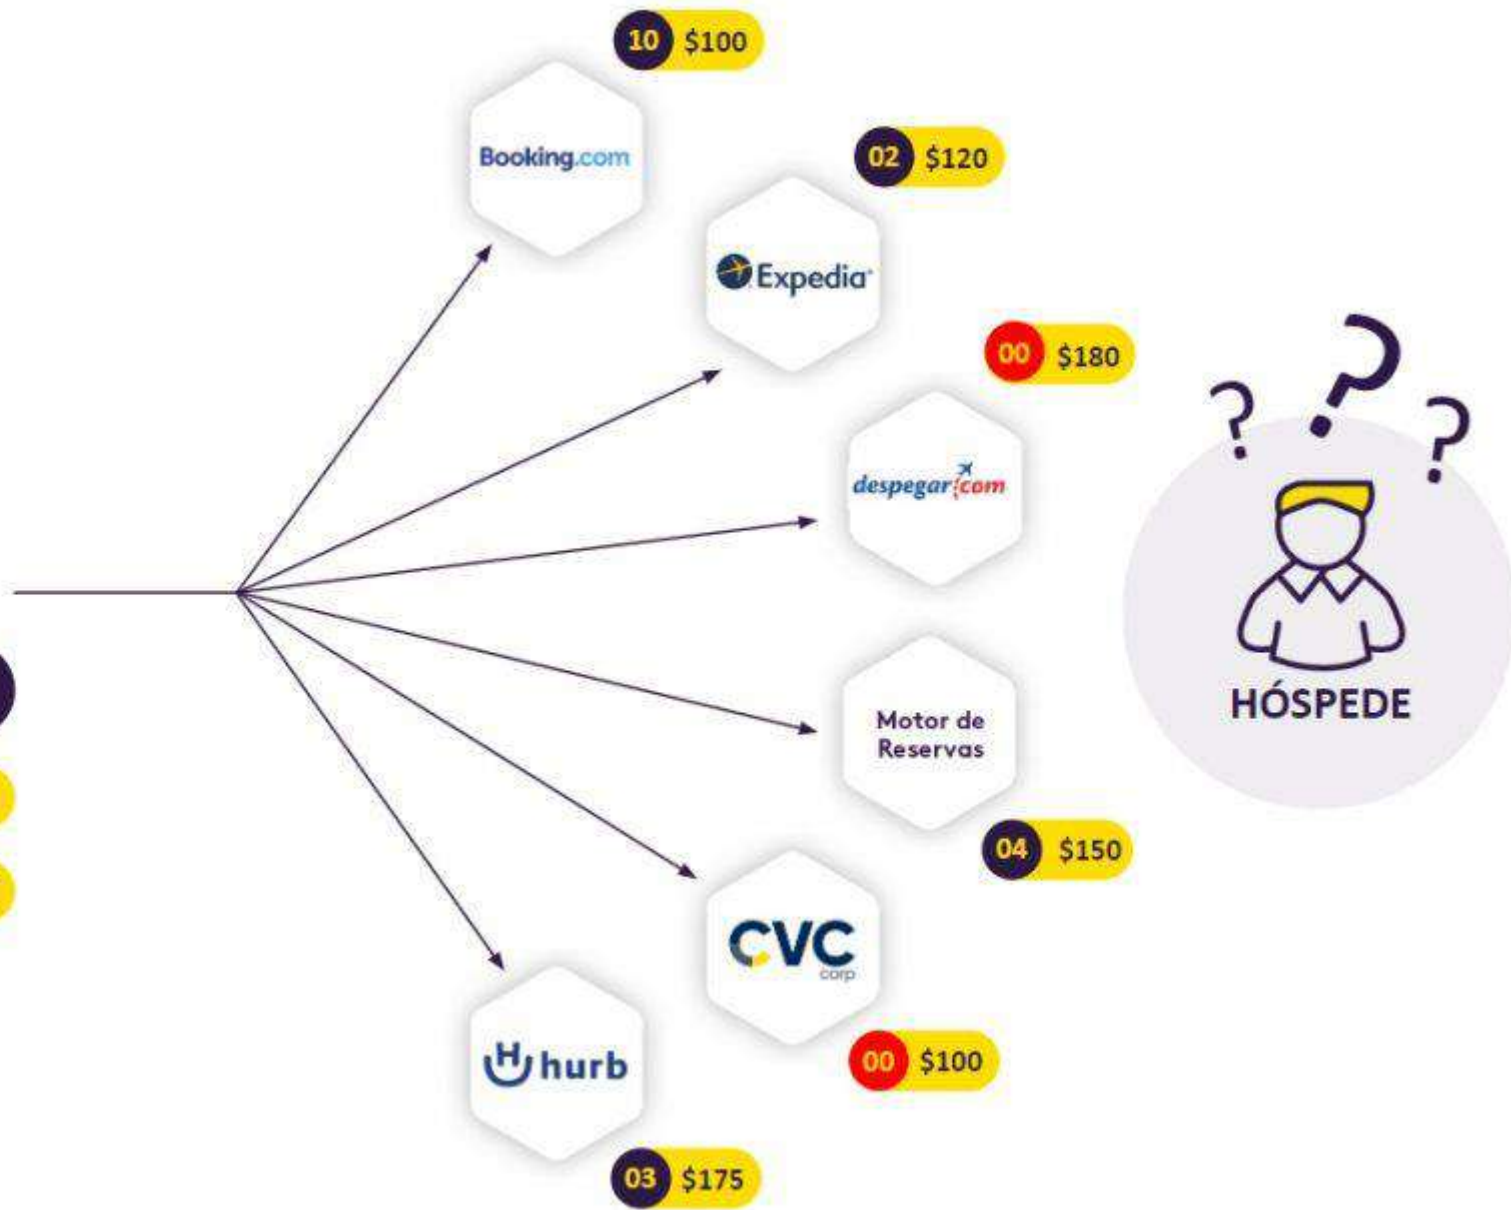 10 $100
Booking.com
02 $120
Expedia
00 $180
despegar.com
HÓSPEDE
Motor de
Reservas
04 $150
CVC
corp
00 $100
H hurb
03 $175
? ? ?